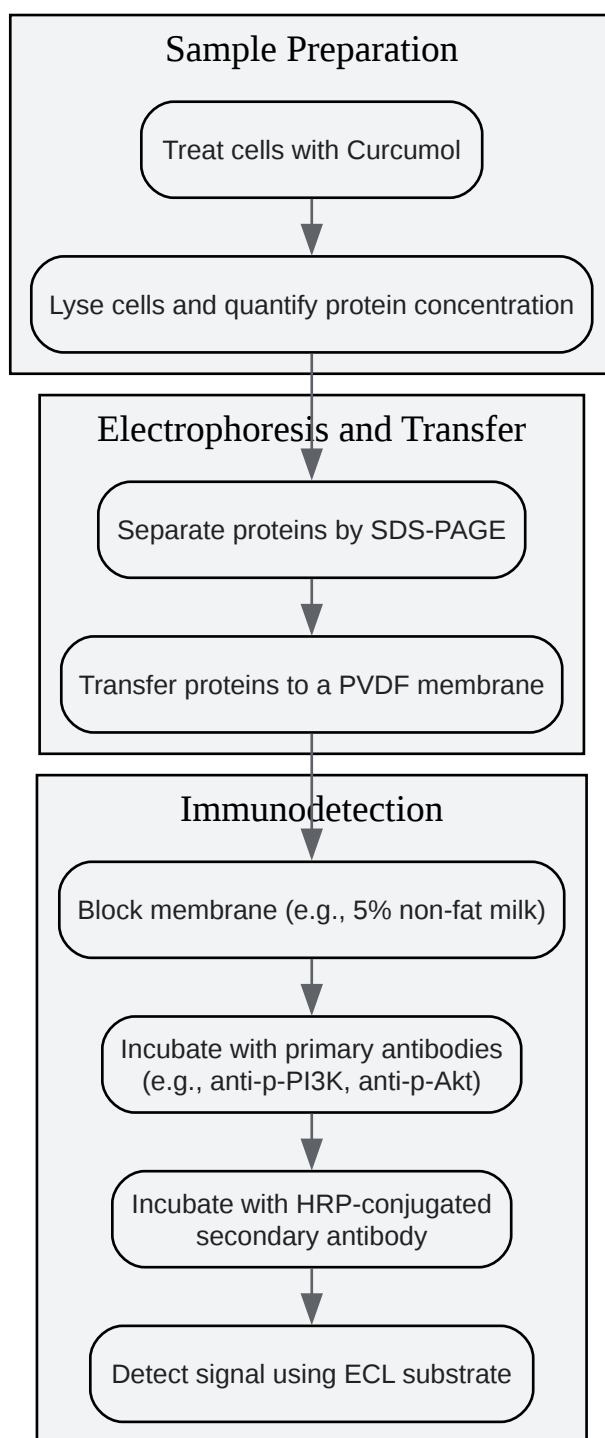 Sample Preparation
Treat cells with Curcumol
Lyse cells and quantify protein concentration
Electrophoresis and Transfer
Separate proteins by SDS-PAGE
Transfer proteins to a PVDF membrane
Immunodetection
Block membrane (e.g., 5% non-fat milk)
Incubate with primary antibodies
(e.g., anti-p-PI3K, anti-p-Akt)
Incubate with HRP-conjugated
secondary antibody
Detect signal using ECL substrate